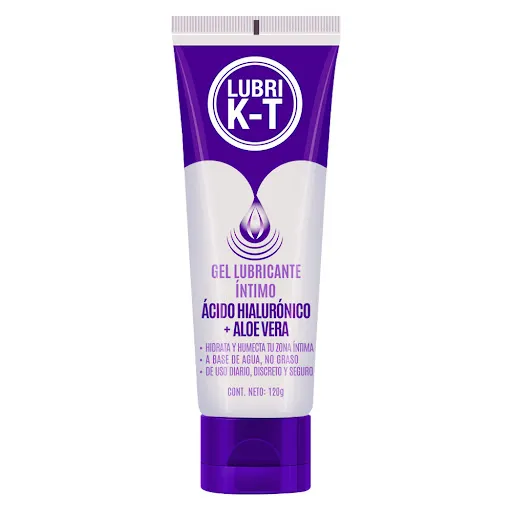 LUBRI
K-T
GEL LUBRICANTE
ÍNTIMO
ÁCIDO HIALURÓNICO
+ ALOE VERA
• HIDRATA Y HUMECTA TU ZONA ÍNTIMA
• A BASE DE AGUA, NO GRASO
• DE USO DIARIO, DISCRETO Y SEGURO
CONT. NETO: 120g